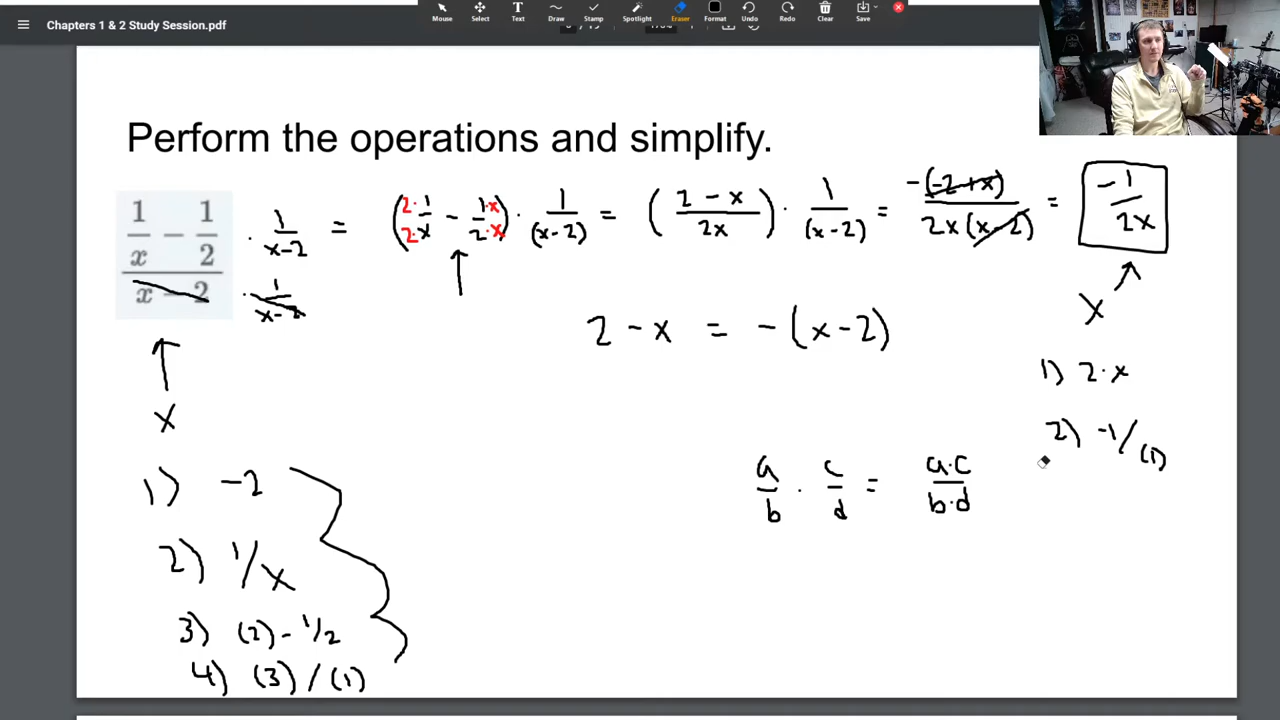 Chapters 1 & 2 Study Session.pdf
Mouse Select Text Draw Stamp Spotlight Eraser Format Undo Redo Clear Save
Perform the operations and simplify.
1/x - 1/2 / x - 2 · 1/(x-2) / · 1/(x-2) = (2·1/2·x - 1·x/2·x) · 1/(x-2) = (2-x/2x) · 1/(x-2) = -(-2+x)/2x(x-2) = -1/2x
2 - x = -(x-2)
x
1) 2·x
2) -1/(1)
a/b · c/d = a·c/b·d
x
1) -2
2) 1/x
3) (2) - 1/2
4) (3)/(1)